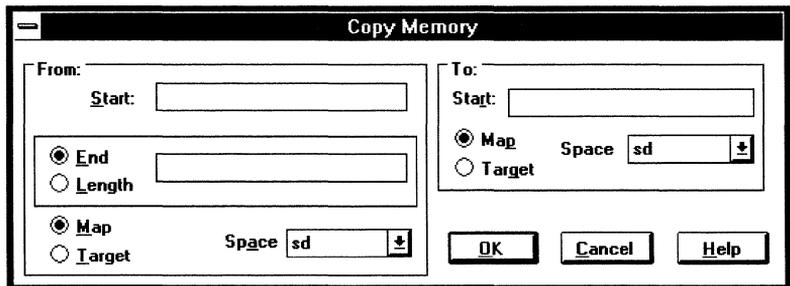 Copy Memory
From:
Start:
End
Length
Map
Target
Space sd
To:
Start:
Map
Target
Space sd
OK Cancel Help